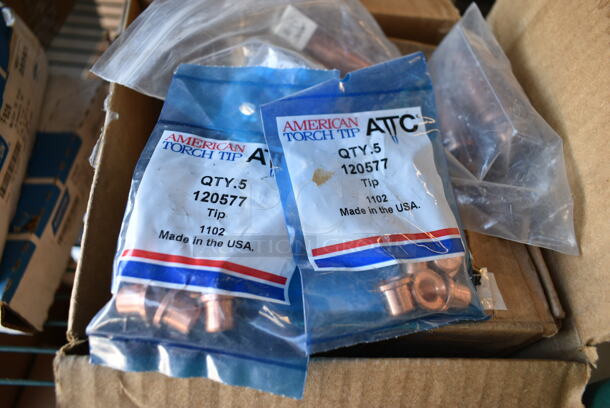 AMERICAN
TORCH TIP
QTY.5
120577
Tip
1102
Made in the USA.
AMERICAN
TORCH TIP ATTC
QTY.5
120577
Tip
1102
Made in the USA.